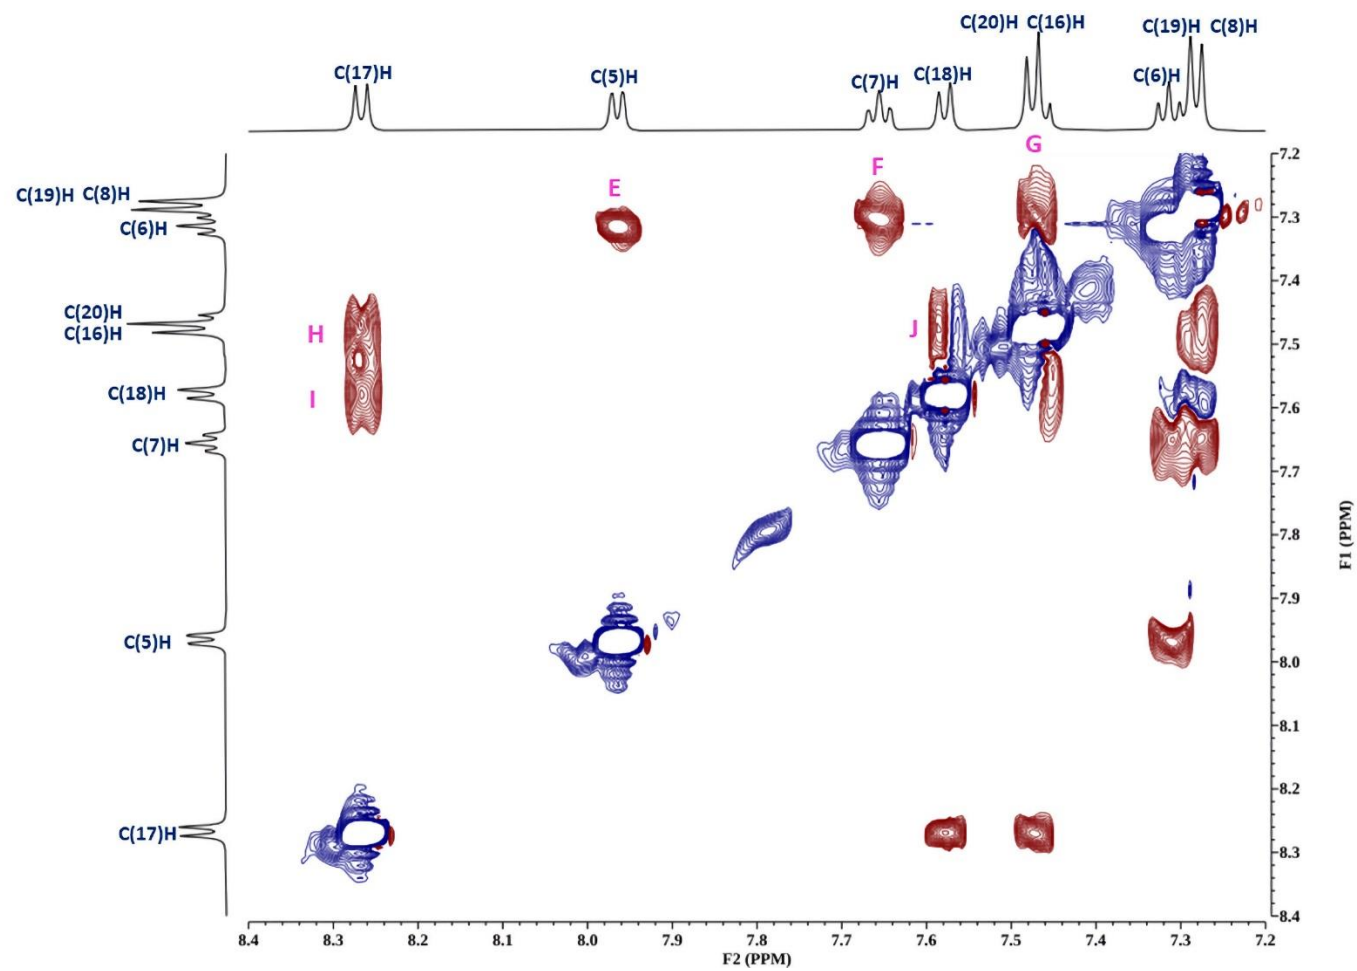 C(20)H C(16)H
C(19)H C(8)H
C(17)H
C(5)H
C(7)H
C(18)H
C(6)H
G
F
E
7.2
C(19)H C(8)H
C(6)H
7.3
7.4
C(20)H
C(16)H
H
J
7.5
C(18)H
I
7.6
C(7)H
7.7
7.8
F1 (PPM)
7.9
C(5)H
8.0
8.1
8.2
C(17)H
8.3
8.4
8.4 8.3 8.2 8.1 8.0 7.9 7.8 7.7 7.6 7.5 7.4 7.3 7.2
F2 (PPM)